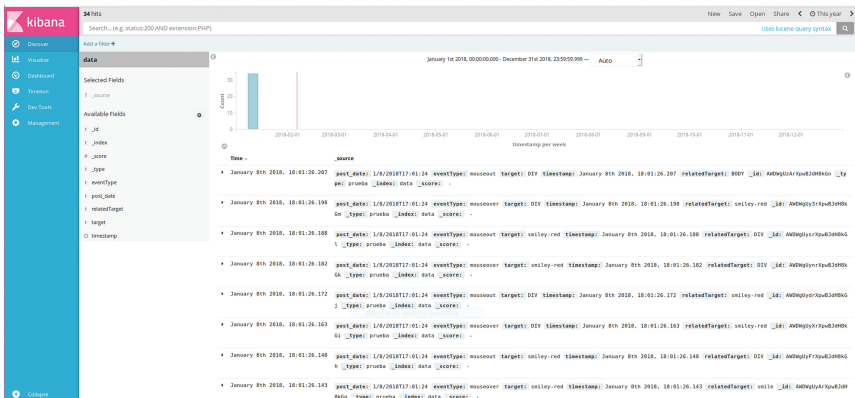 kibana
Discover
Visualize
Dashboard
Timelion
Dev Tools
Management
Collapse
34 hits
New Save Open Share This year
Search... (e.g. status:200 AND extension:PHP)
Uses lucene query syntax
Add a filter +
data
Selected Fields
? _source
Available Fields
t _id
t _index
# _score
t _type
t eventType
t post_date
t relatedTarget
t target
timestamp
January 1st 2018, 00:00:00.000 - December 31st 2018, 23:59:59.999 — Auto
Count
30
20
10
0
2018-02-01 2018-03-01 2018-04-01 2018-05-01 2018-06-01 2018-07-01 2018-08-01 2018-09-01 2018-10-01 2018-11-01 2018-12-01
timestamp per week
Time _source
January 8th 2018, 18:01:26.207 post_date: 1/8/2018T17:01:24 eventType: mouseout target: DIV timestamp: January 8th 2018, 18:01:26.207 relatedTarget: BODY _id: _ty
pe: prueba _index: data _score: -
January 8th 2018, 18:01:26.198 post_date: 1/8/2018T17:01:24 eventType: mouseover target: DIV timestamp: January 8th 2018, 18:01:26.198 relatedTarget: smiley-red _id:
_type: prueba _index: data _score: -
January 8th 2018, 18:01:26.188 post_date: 1/8/2018T17:01:24 eventType: mouseout target: smiley-red timestamp: January 8th 2018, 18:01:26.188 relatedTarget: DIV _id:
_type: prueba _index: data _score: -
January 8th 2018, 18:01:26.182 post_date: 1/8/2018T17:01:24 eventType: mouseover target: smiley-red timestamp: January 8th 2018, 18:01:26.182 relatedTarget: DIV _id:
_type: prueba _index: data _score: -
January 8th 2018, 18:01:26.172 post_date: 1/8/2018T17:01:24 eventType: mouseout target: DIV timestamp: January 8th 2018, 18:01:26.172 relatedTarget: smiley-red _id:
_type: prueba _index: data _score: -
January 8th 2018, 18:01:26.163 post_date: 1/8/2018T17:01:24 eventType: mouseover target: DIV timestamp: January 8th 2018, 18:01:26.163 relatedTarget: smiley-red _id:
_type: prueba _index: data _score: -
January 8th 2018, 18:01:26.148 post_date: 1/8/2018T17:01:24 eventType: mouseout target: smiley-red timestamp: January 8th 2018, 18:01:26.148 relatedTarget: DIV _id:
_type: prueba _index: data _score: -
January 8th 2018, 18:01:26.143 post_date: 1/8/2018T17:01:24 eventType: mouseover target: smiley-red timestamp: January 8th 2018, 18:01:26.143 relatedTarget: smile _id:
_type: prueba _index: data _score: -